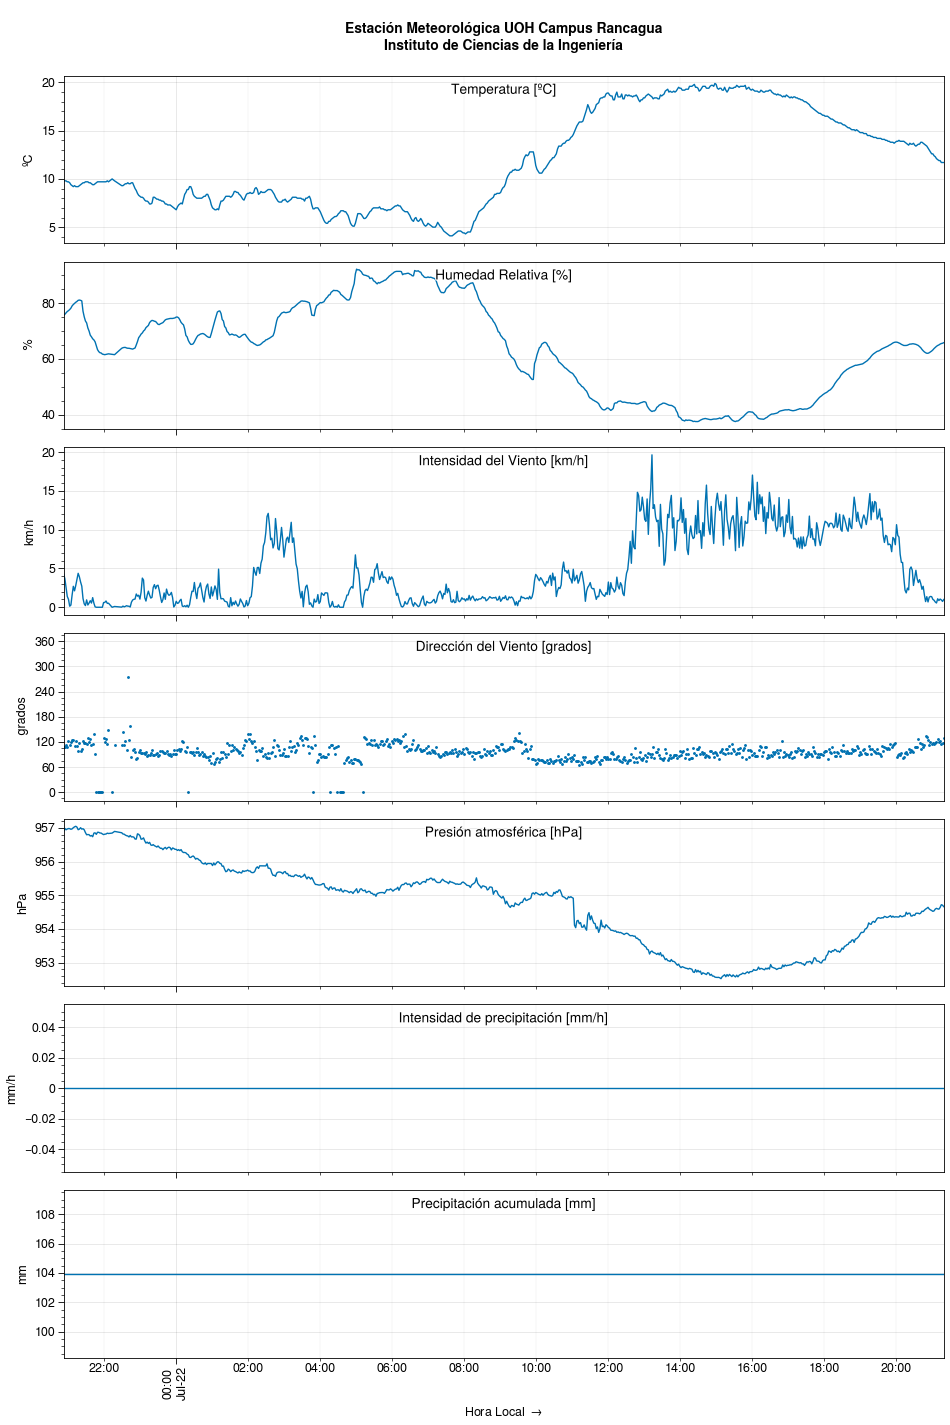 Estación Meteorológica UOH Campus Rancagua
Instituto de Ciencias de la Ingeniería
Temperatura [ºC]
ºC
20
15
10
5
Humedad Relativa [%]
%
80
60
40
Intensidad del Viento [km/h]
km/h
20
15
10
5
0
Dirección del Viento [grados]
grados
360
300
240
180
120
60
0
Presión atmosférica [hPa]
hPa
957
956
955
954
953
Intensidad de precipitación [mm/h]
mm/h
0.04
0.02
0
−0.02
−0.04
Precipitación acumulada [mm]
mm
108
106
104
102
100
22:00
00:00
Jul-22
02:00
04:00
06:00
08:00
10:00
12:00
14:00
16:00
18:00
20:00
Hora Local →